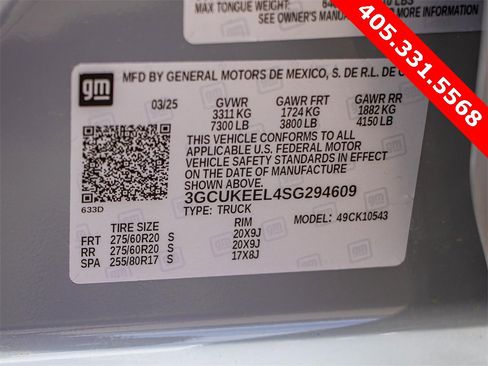 MAX TONGUE WEIGHT:
10 LBS
SEE OWNER'S MANUA
MORE INFORMATION
405.331.5568
gm
MFD BY GENERAL MOTORS DE MEXICO, S. DE R.L. DE C
03/25 GVWR GAWR FRT GAWR RR
3311 KG 1724 KG 1882 KG
7300 LB 3800 LB 4150 LB
THIS VEHICLE CONFORMS TO ALL
APPLICABLE U.S. FEDERAL MOTOR
VEHICLE SAFETY STANDARDS IN EFFECT
ON THE DATE OF MANUFACTURE
SHOWN ABOVE.
3GCUKEEL4SG294609
633D
TYPE: TRUCK MODEL: 49CK10543
TIRE SIZE RIM
FRT 275/60R20 S 20X9J
RR 275/60R20 S 20X9J
SPA 255/80R17 S 17X8J